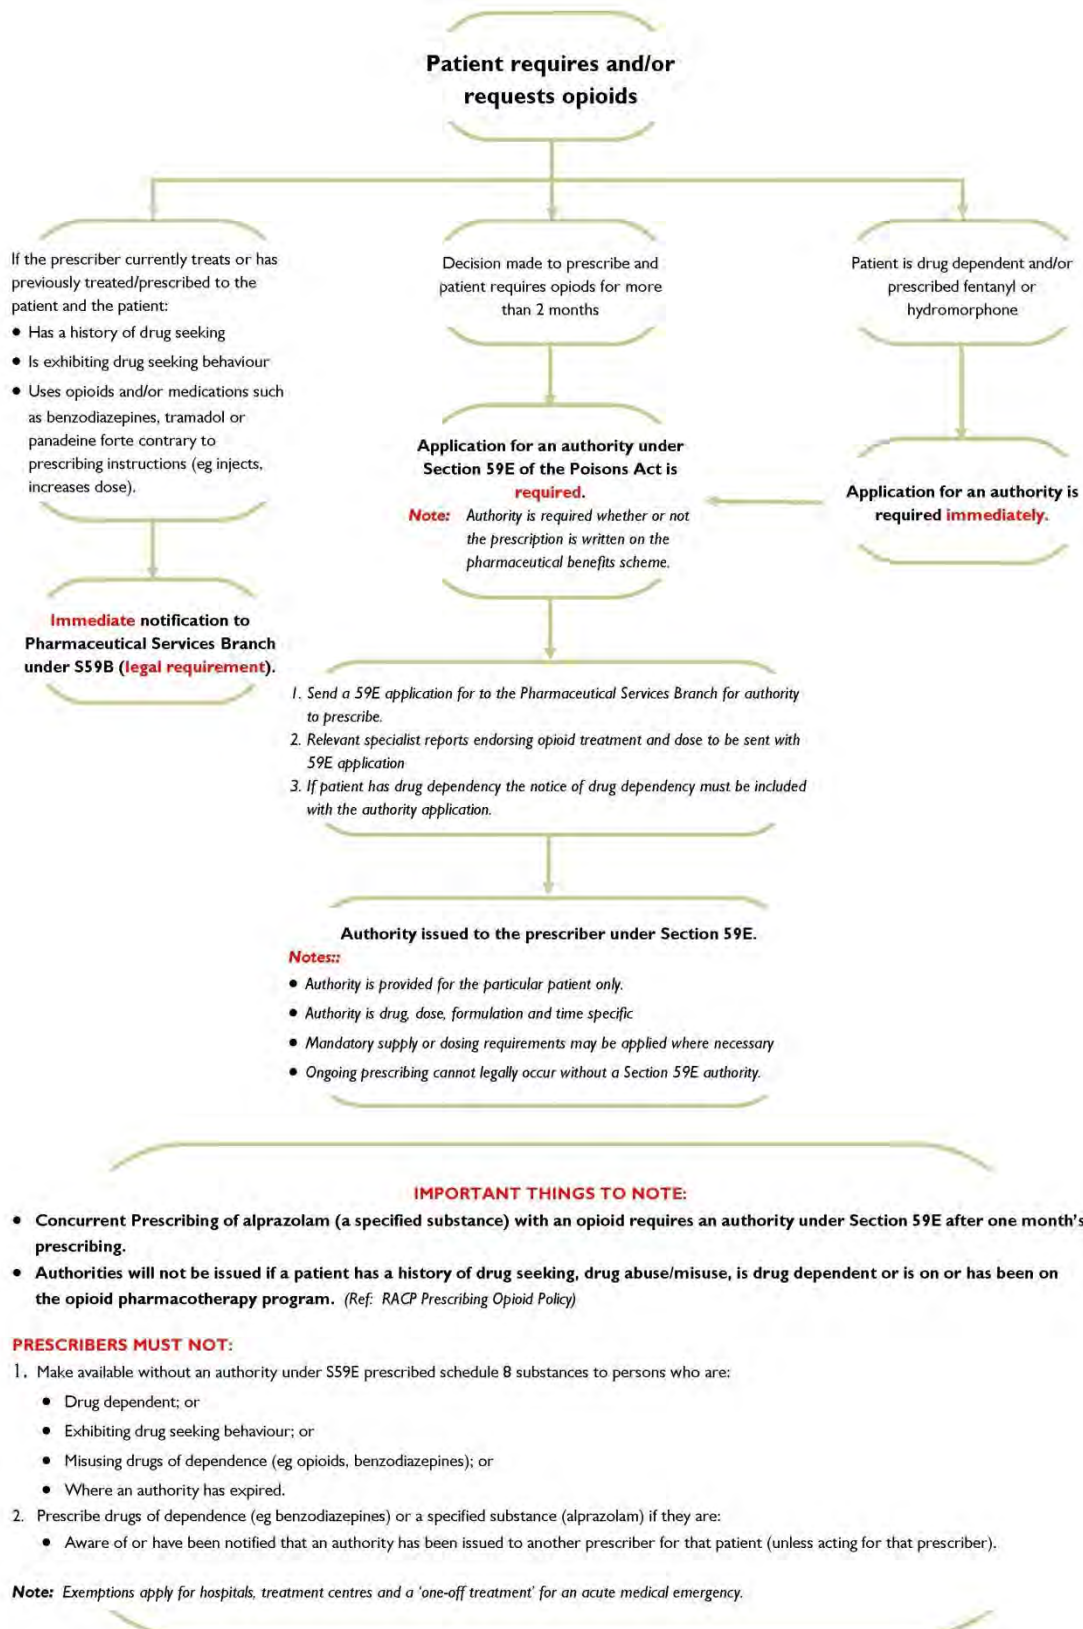 Patient requires and/or
requests opioids
If the prescriber currently treats or has
previously treated/prescribed to the
patient and the patient:
• Has a history of drug seeking
• Is exhibiting drug seeking behaviour
• Uses opioids and/or medications such
as benzodiazepines, tramadol or
panadeine forte contrary to
prescribing instructions (eg injects,
increases dose).
Immediate notification to
Pharmaceutical Services Branch
under S59B (legal requirement).
Decision made to prescribe and
patient requires opiods for more
than 2 months
Application for an authority under
Section 59E of the Poisons Act is
required.
Note: Authority is required whether or not
the prescription is written on the
pharmaceutical benefits scheme.
Patient is drug dependent and/or
prescribed fentanyl or
hydromorphone
Application for an authority is
required immediately.
1. Send a 59E application for to the Pharmaceutical Services Branch for authority
to prescribe.
2. Relevant specialist reports endorsing opioid treatment and dose to be sent with
59E application
3. If patient has drug dependency the notice of drug dependency must be included
with the authority application.
Authority issued to the prescriber under Section 59E.
Notes::
• Authority is provided for the particular patient only.
• Authority is drug, dose, formulation and time specific
• Mandatory supply or dosing requirements may be applied where necessary
• Ongoing prescribing cannot legally occur without a Section 59E authority.
IMPORTANT THINGS TO NOTE:
• Concurrent Prescribing of alprazolam (a specified substance) with an opioid requires an authority under Section 59E after one month's
prescribing.
• Authorities will not be issued if a patient has a history of drug seeking, drug abuse/misuse, is drug dependent or is on or has been on
the opioid pharmacotherapy program. (Ref: RACP Prescribing Opioid Policy)
PRESCRIBERS MUST NOT:
1. Make available without an authority under S59E prescribed schedule 8 substances to persons who are:
• Drug dependent; or
• Exhibiting drug seeking behaviour; or
• Misusing drugs of dependence (eg opioids, benzodiazepines); or
• Where an authority has expired.
2. Prescribe drugs of dependence (eg benzodiazepines) or a specified substance (alprazolam) if they are:
• Aware of or have been notified that an authority has been issued to another prescriber for that patient (unless acting for that prescriber).
Note: Exemptions apply for hospitals, treatment centres and a 'one-off treatment' for an acute medical emergency.